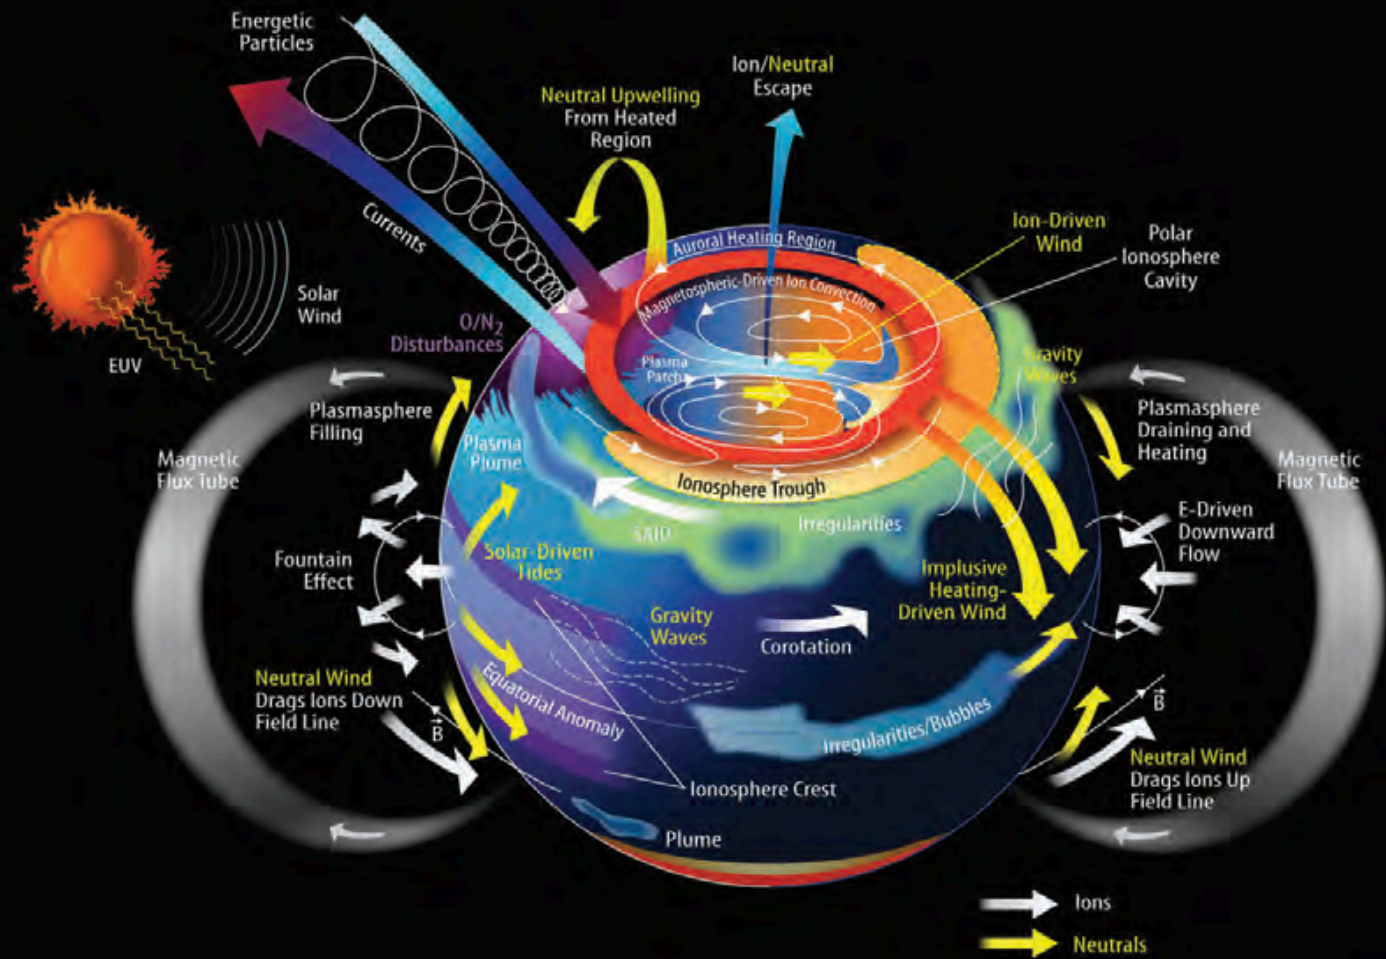 Energetic
Particles
Ion/Neutral
Escape
Neutral Upwelling
From Heated
Region
Currents
Solar
Wind
EUV
O/N2
Disturbances
Auroral Heating Region
Magnetospheric-Driven Ion Convection
Ion-Driven
Wind
Polar
Ionosphere
Cavity
Plasma
Patch
Gravity
Waves
Plasmasphere
Filling
Magnetic
Flux Tube
Plasma
Plume
Ionosphere Trough
SAID
Irregularities
Plasmasphere
Draining and
Heating
Magnetic
Flux Tube
Fountain
Effect
Solar-Driven
Tides
Gravity
Waves
Corotation
Implusive
Heating-
Driven Wind
E-Driven
Downward
Flow
Neutral Wind
Drags Ions Down
Field Line
B
Equatorial Anomaly
Irregularities/Bubbles
Ionosphere Crest
Plume
B
Neutral Wind
Drags Ions Up
Field Line
Ions
Neutrals